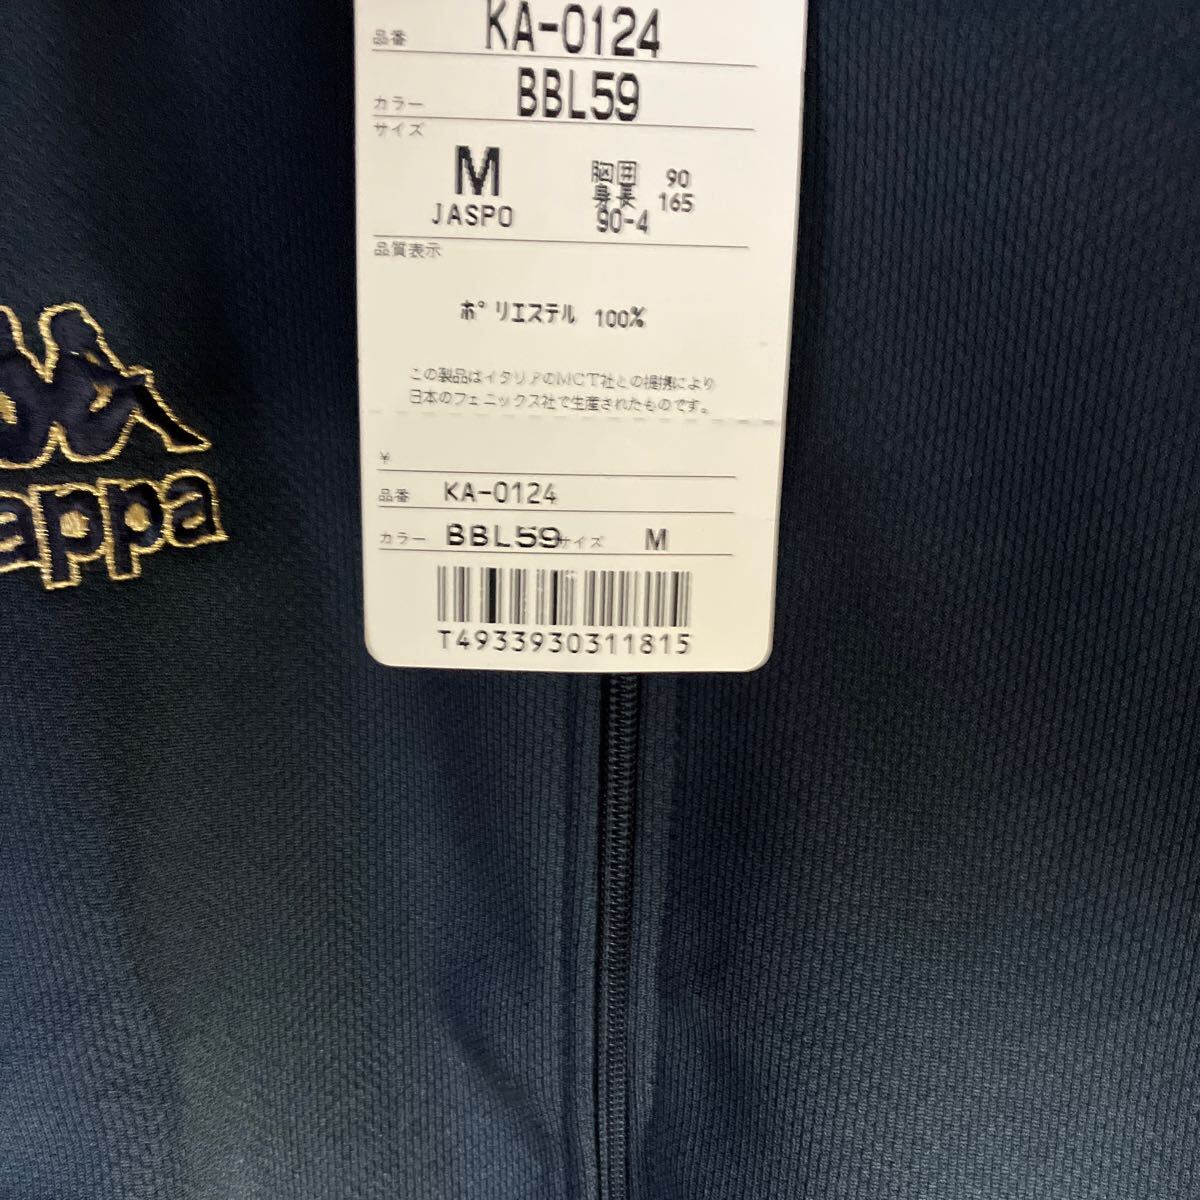 品番 KA-0124
カラー BBL59
サイズ
M 胸囲 90
JASPO 身長 165
90-4
品質表示
ポリエステル 100%
この製品はイタリアのMCT社との提携により
日本のフェニックス社で生産されたものです。
¥
品番 KA-0124
カラー BBL59 サイズ M
T4933930311815
appa